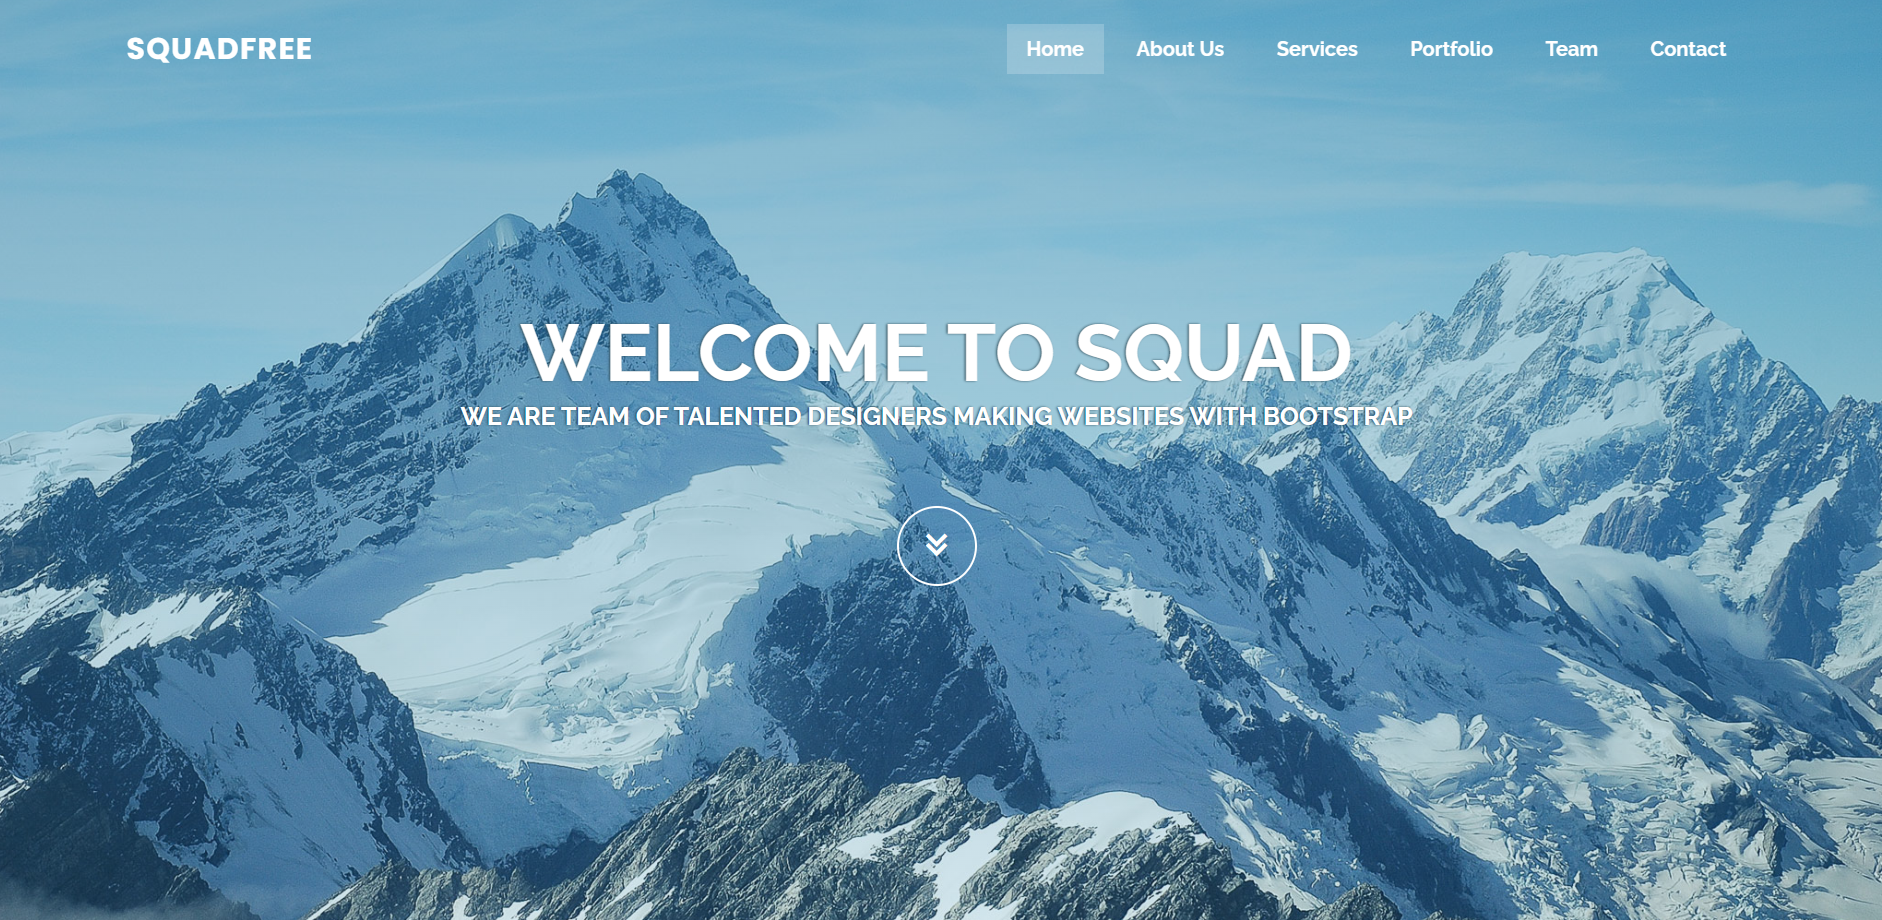 SQUADFREE
Home About Us Services Portfolio Team Contact
WELCOME TO SQUAD
WE ARE TEAM OF TALENTED DESIGNERS MAKING WEBSITES WITH BOOTSTRAP